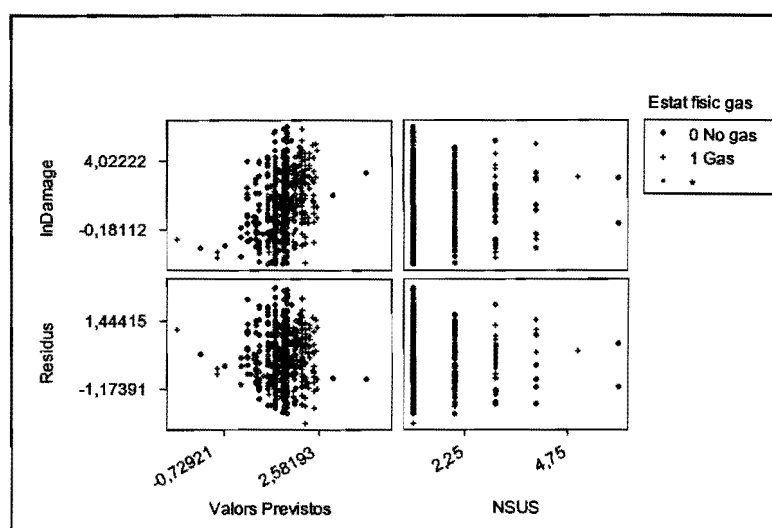 Estat fisic gas
0 No gas
1 Gas
*
lnDamage
4,02222
-0,18112
Residus
1,44415
-1,17391
-0,72921
2,58193
2,25
4,75
Valors Previstos
NSUS